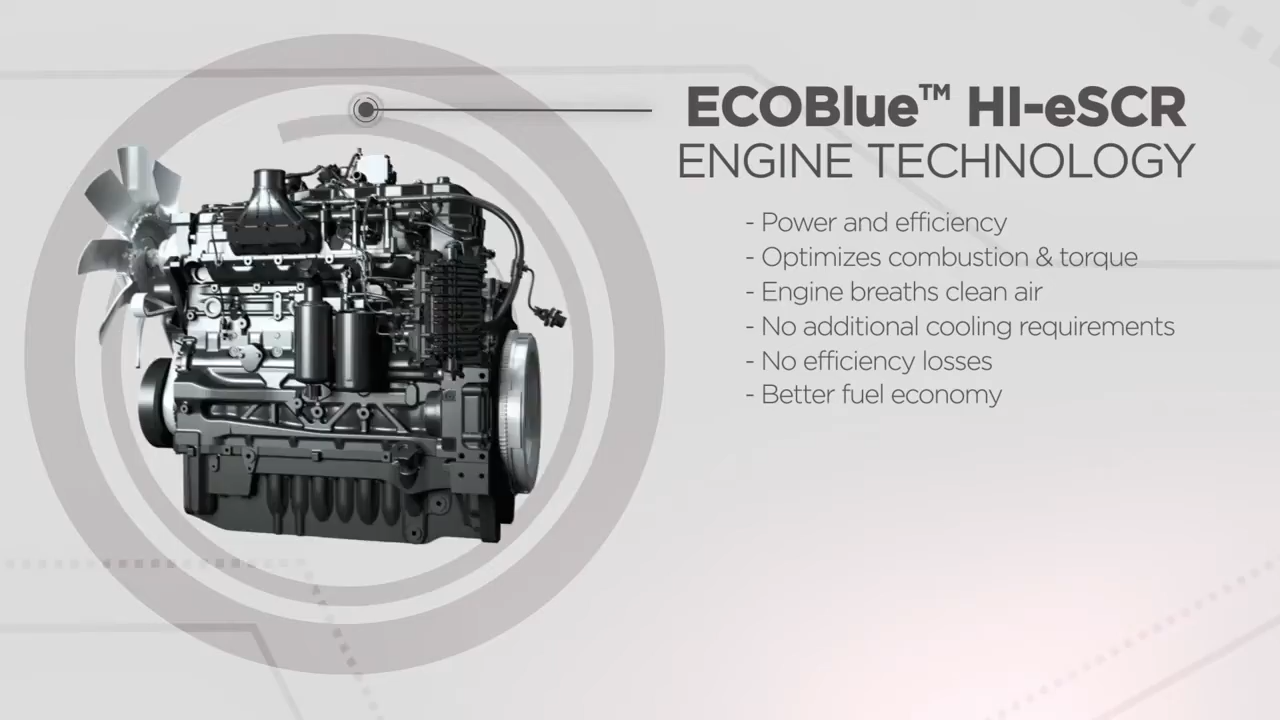 ECOBlue™ HI-eSCR
ENGINE TECHNOLOGY
- Power and efficiency
- Optimizes combustion & torque
- Engine breaths clean air
- No additional cooling requirements
- No efficiency losses
- Better fuel economy